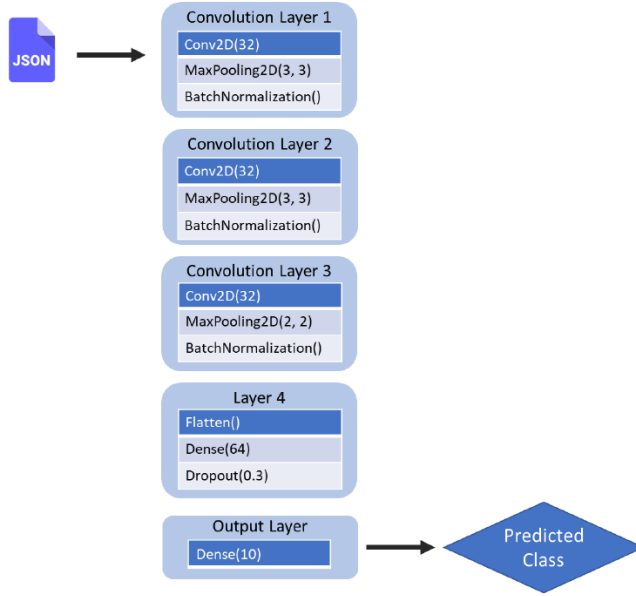 JSON
Convolution Layer 1
Conv2D(32)
MaxPooling2D(3, 3)
BatchNormalization()
Convolution Layer 2
Conv2D(32)
MaxPooling2D(3, 3)
BatchNormalization()
Convolution Layer 3
Conv2D(32)
MaxPooling2D(2, 2)
BatchNormalization()
Layer 4
Flatten()
Dense(64)
Dropout(0.3)
Output Layer
Dense(10)
Predicted
Class